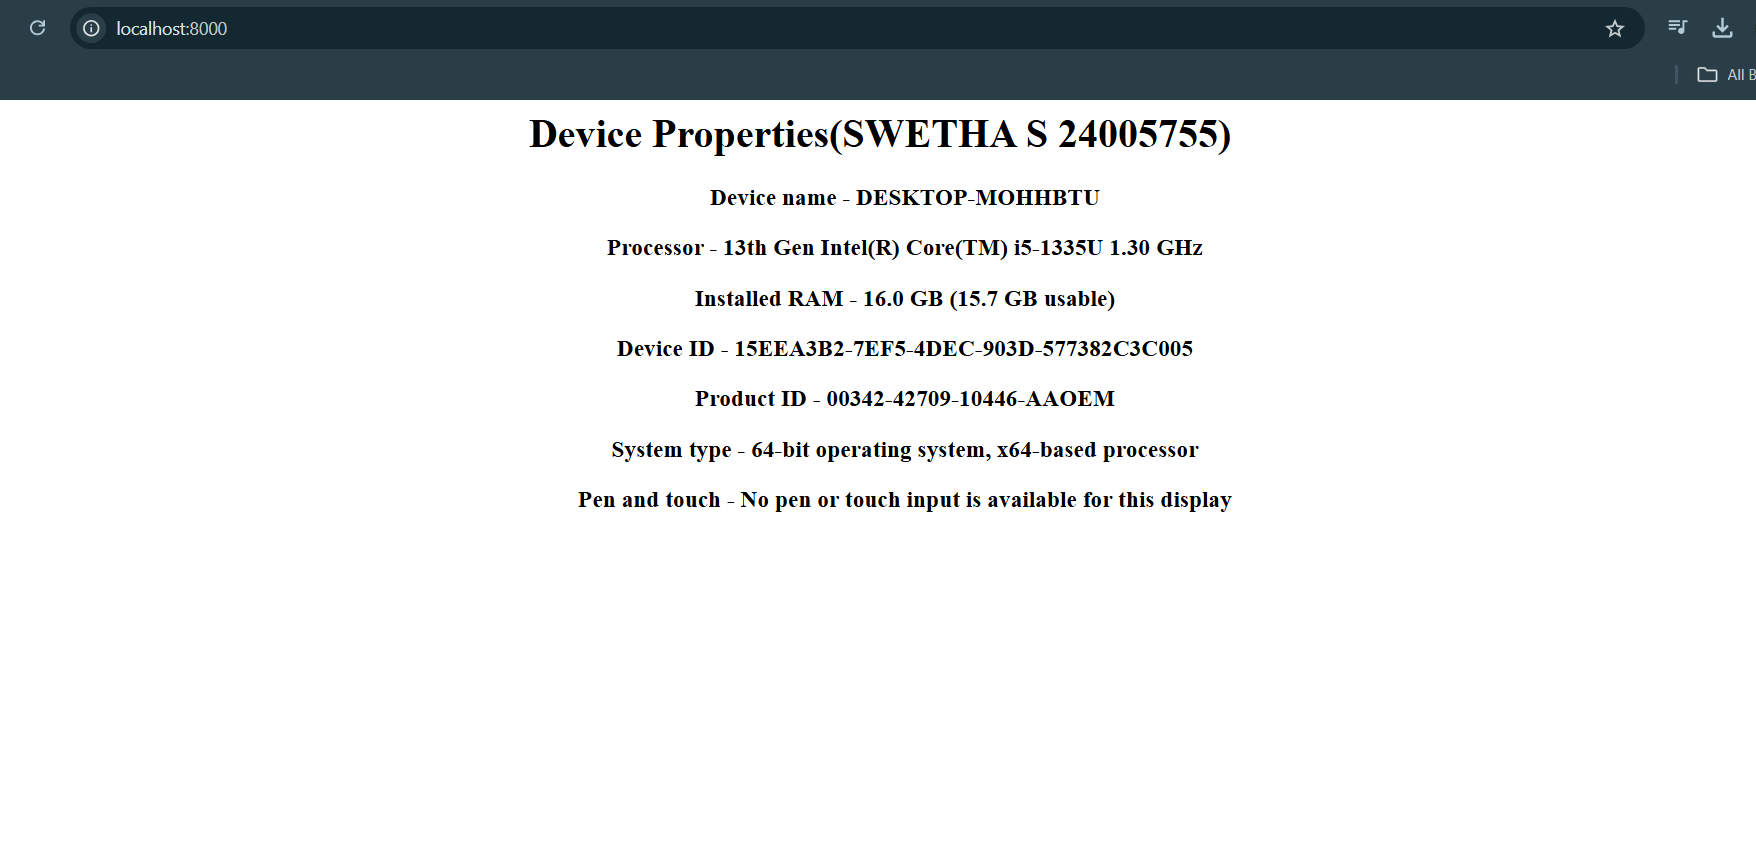 localhost:8000
All B
Device Properties(SWETHA S 24005755)
Device name - DESKTOP-MOHHBTU
Processor - 13th Gen Intel(R) Core(TM) i5-1335U 1.30 GHz
Installed RAM - 16.0 GB (15.7 GB usable)
Device ID - 15EEA3B2-7EF5-4DEC-903D-577382C3C005
Product ID - 00342-42709-10446-AAOEM
System type - 64-bit operating system, x64-based processor
Pen and touch - No pen or touch input is available for this display